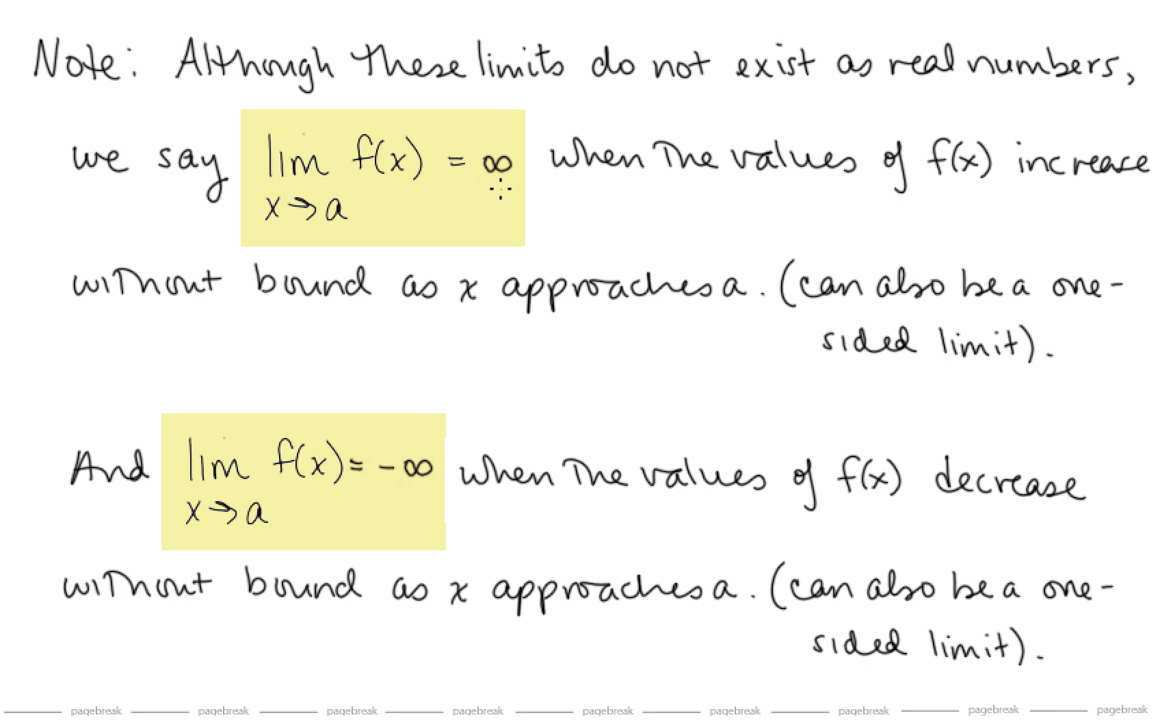 Note: Although these limits do not exist as real numbers,
we say lim f(x) = ∞ when the values of f(x) increase
x→a
without bound as x approaches a. (can also be a one-
sided limit).
And lim f(x) = -∞ when the values of f(x) decrease
x→a
without bound as x approaches a. (can also be a one-
sided limit).
pagebreak pagebreak pagebreak pagebreak pagebreak pagebreak pagebreak pagebreak pagebreak